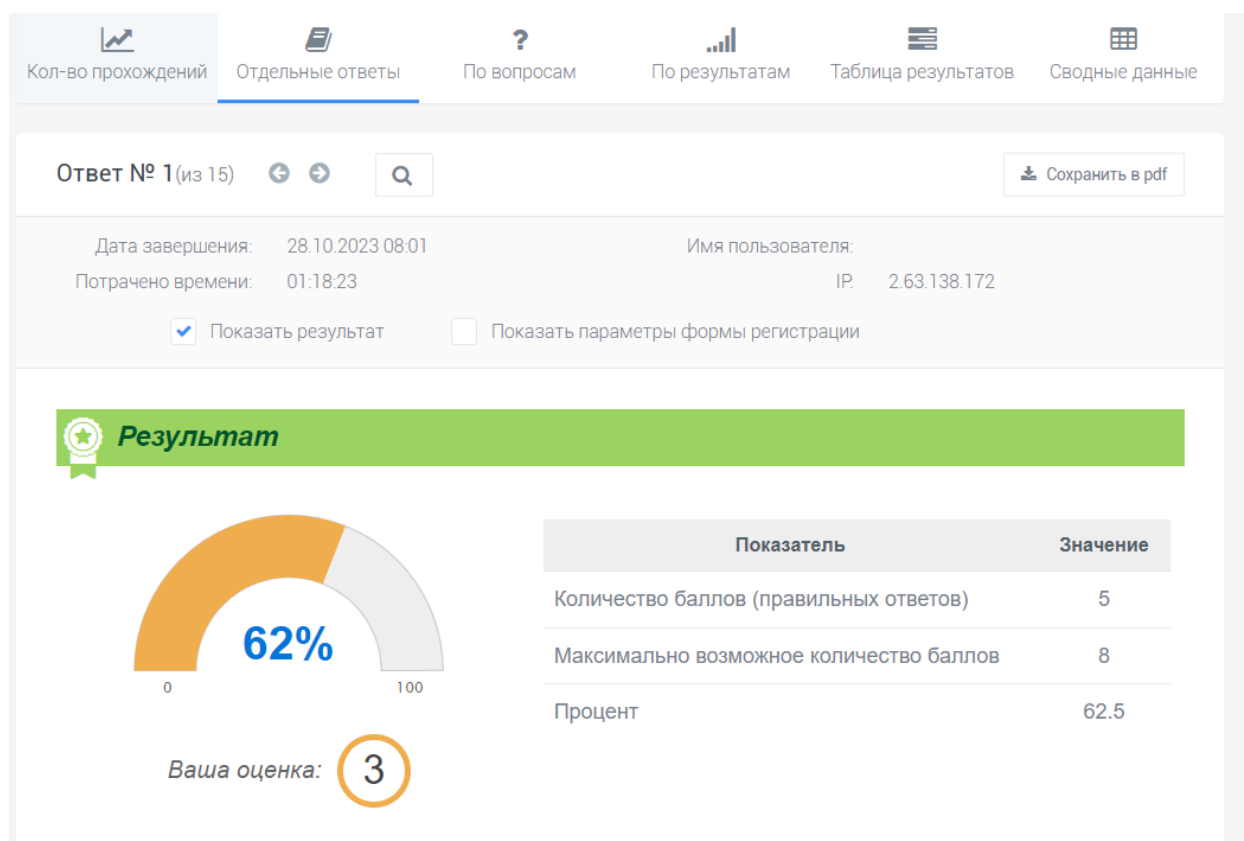 Кол-во прохождений Отдельные ответы ? По вопросам По результатам Таблица результатов Сводные данные
Ответ № 1(из 15) Сохранить в pdf
Дата завершения: 28.10.2023 08:01 Имя пользователя:
Потрачено времени: 01:18:23 IP: 2.63.138.172
Показать результат Показать параметры формы регистрации
Результат
Показатель Значение
Количество баллов (правильных ответов) 5
62% Максимально возможное количество баллов 8
0 100
Процент 62.5
Ваша оценка: 3